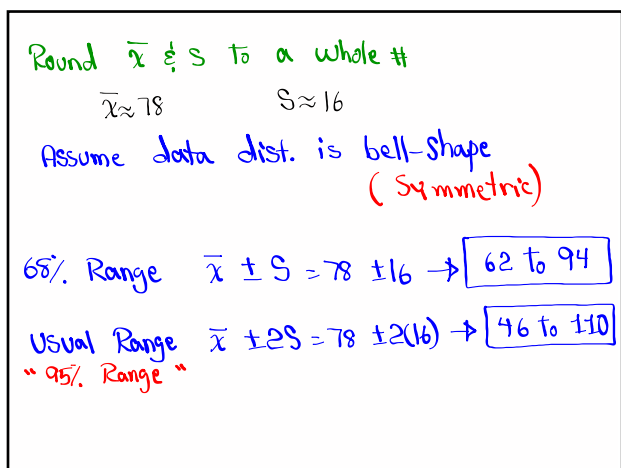 Round x̄ & S to a whole #
x̄ ≈ 78 S ≈ 16
Assume data dist. is bell-shape
(Symmetric)
68% Range x̄ ± S = 78 ± 16 → 62 to 94
Usual Range x̄ ± 2S = 78 ± 2(16) → 46 to 110
" 95% Range "